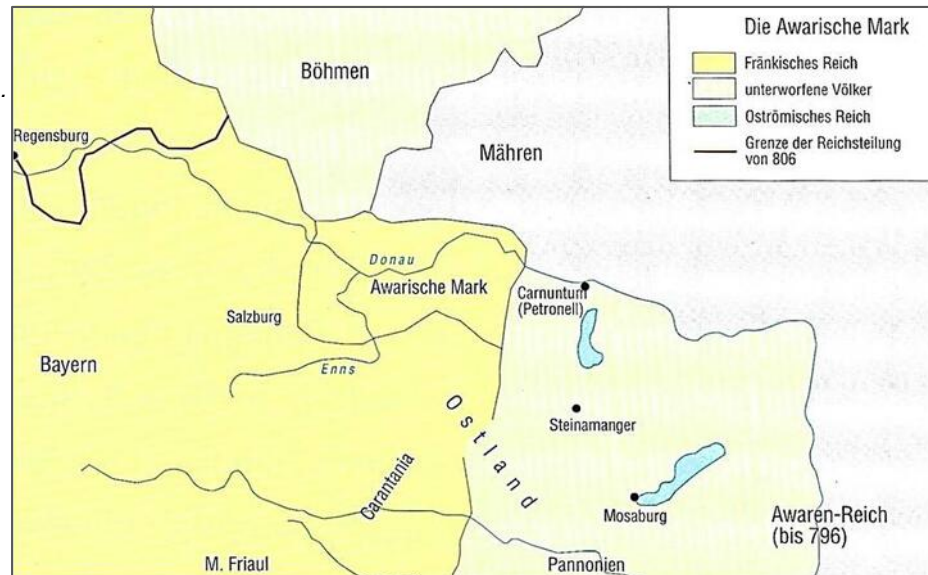 Die Awarische Mark
Fränkisches Reich
unterworfene Völker
Oströmisches Reich
Grenze der Reichsteilung
von 806
Böhmen
Regensburg
Mähren
Donau
Awarische Mark
Carnuntum
(Petronell)
Salzburg
Bayern
Enns
Ostland
Steinamanger
Carantania
Mosaburg
Awaren-Reich
(bis 796)
M. Friaul
Pannonien